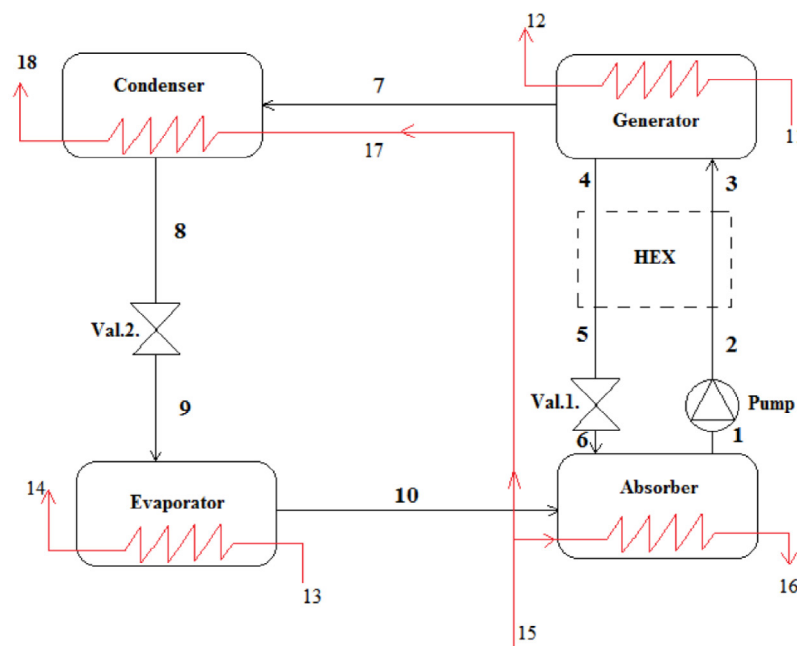 12
18
Condenser
7
Generator
1
17
4
3
8
HEX
Val.2.
5
2
9
Val.1.
Pump
6
1
14
Evaporator
10
Absorber
13
16
15